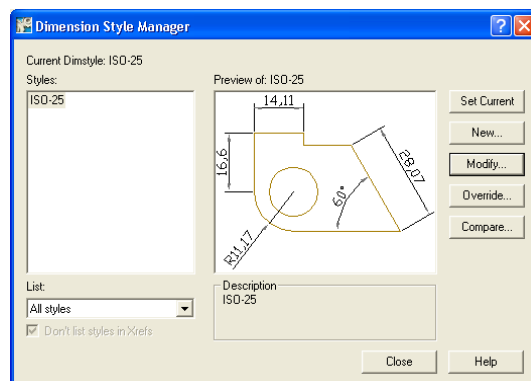 Dimension Style Manager
Current Dimstyle: ISO-25
Styles:
ISO-25
Preview of: ISO-25
14,11
16,6
28,07
60°
R11,17
Set Current
New...
Modify...
Override...
Compare...
List:
All styles
Don't list styles in Xrefs
Description
ISO-25
Close
Help